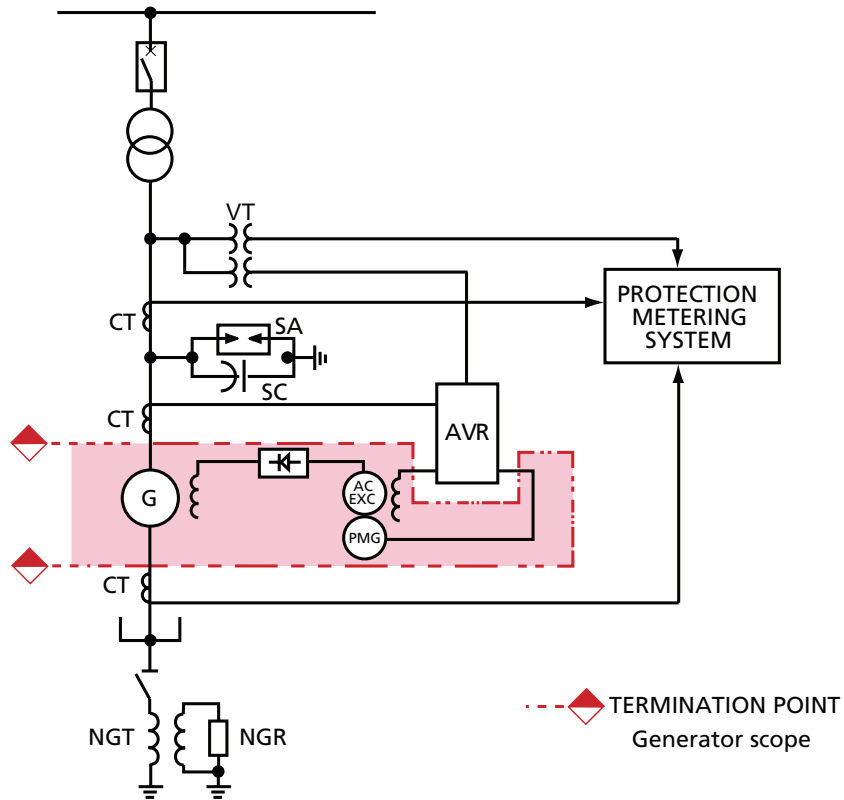 VT
PROTECTION
METERING
SYSTEM
CT
SA
SC
CT
AVR
G
AC
EXC
PMG
CT
NGT
NGR
TERMINATION POINT
Generator scope